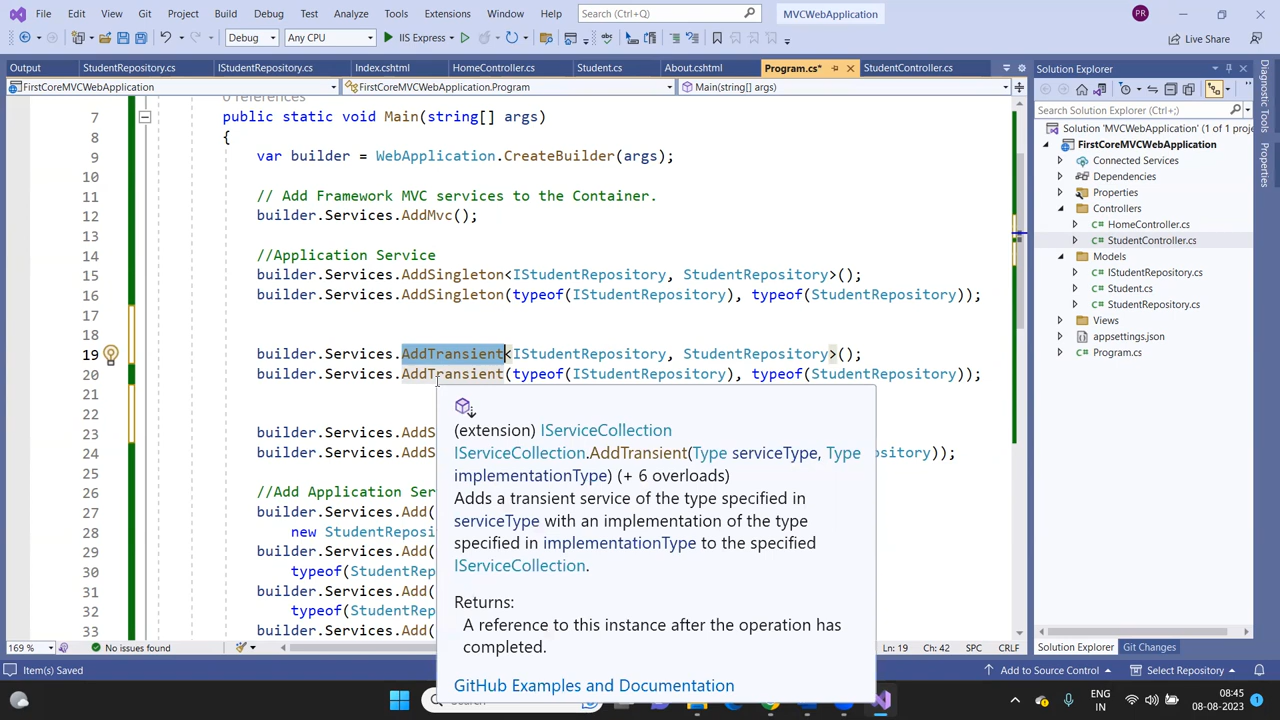 File Edit View Git Project Build Debug Test Analyze Tools Extensions Window Help Search (Ctrl+Q) MVCWebApplication PR
Debug Any CPU IIS Express Live Share
Output StudentRepository.cs IStudentRepository.cs Index.cshtml HomeController.cs Student.cs About.cshtml Program.cs* StudentController.cs Solution Explorer
FirstCoreMVCWebApplication FirstCoreMVCWebApplication.Program Main(string[] args)
Search Solution Explorer (Ctrl+;)
0 references
7 public static void Main(string[] args)
8 {
9 var builder = WebApplication.CreateBuilder(args);
10
11 // Add Framework MVC services to the Container.
12 builder.Services.AddMvc();
13
14 //Application Service
15 builder.Services.AddSingleton<IStudentRepository, StudentRepository>();
16 builder.Services.AddSingleton(typeof(IStudentRepository), typeof(StudentRepository));
17
18
19 builder.Services.AddTransient<IStudentRepository, StudentRepository>();
20 builder.Services.AddTransient(typeof(IStudentRepository), typeof(StudentRepository));
21
22
23 builder.Services.AddS
24 builder.Services.AddS ository));
25
26 //Add Application Ser
27 builder.Services.Add(
28 new StudentReposi
29 builder.Services.Add(
30 typeof(StudentRep
31 builder.Services.Add(
32 typeof(StudentRep
33 builder.Services.Add(
(extension) IServiceCollection
IServiceCollection.AddTransient(Type serviceType, Type
implementationType) (+ 6 overloads)
Adds a transient service of the type specified in
serviceType with an implementation of the type
specified in implementationType to the specified
IServiceCollection.
Returns:
A reference to this instance after the operation has
completed.
GitHub Examples and Documentation
Solution 'MVCWebApplication' (1 of 1 proje
FirstCoreMVCWebApplication
Connected Services
Dependencies
Properties
Controllers
C# HomeController.cs
C# StudentController.cs
Models
C# IStudentRepository.cs
C# Student.cs
C# StudentRepository.cs
Views
appsettings.json
C# Program.cs
Diagnostic Tools
Properties
169 % No issues found Ln: 19 Ch: 42 SPC CRLF Solution Explorer Git Changes
Item(s) Saved Add to Source Control Select Repository
Search ENG
IN 08:45
08-08-2023